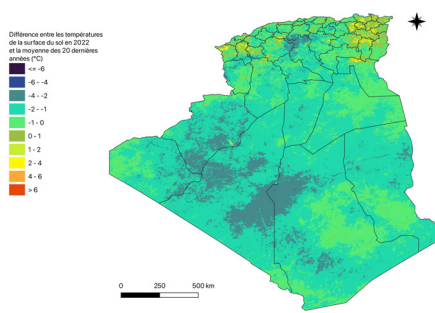 Différence entre les températures
de la surface du sol en 2022
et la moyenne des 20 dernières
années (°C)
<= -6
-6 - -4
-4 - -2
-2 - -1
-1 - 0
0 - 1
1 - 2
2 - 4
4 - 6
> 6
0 250 500 km